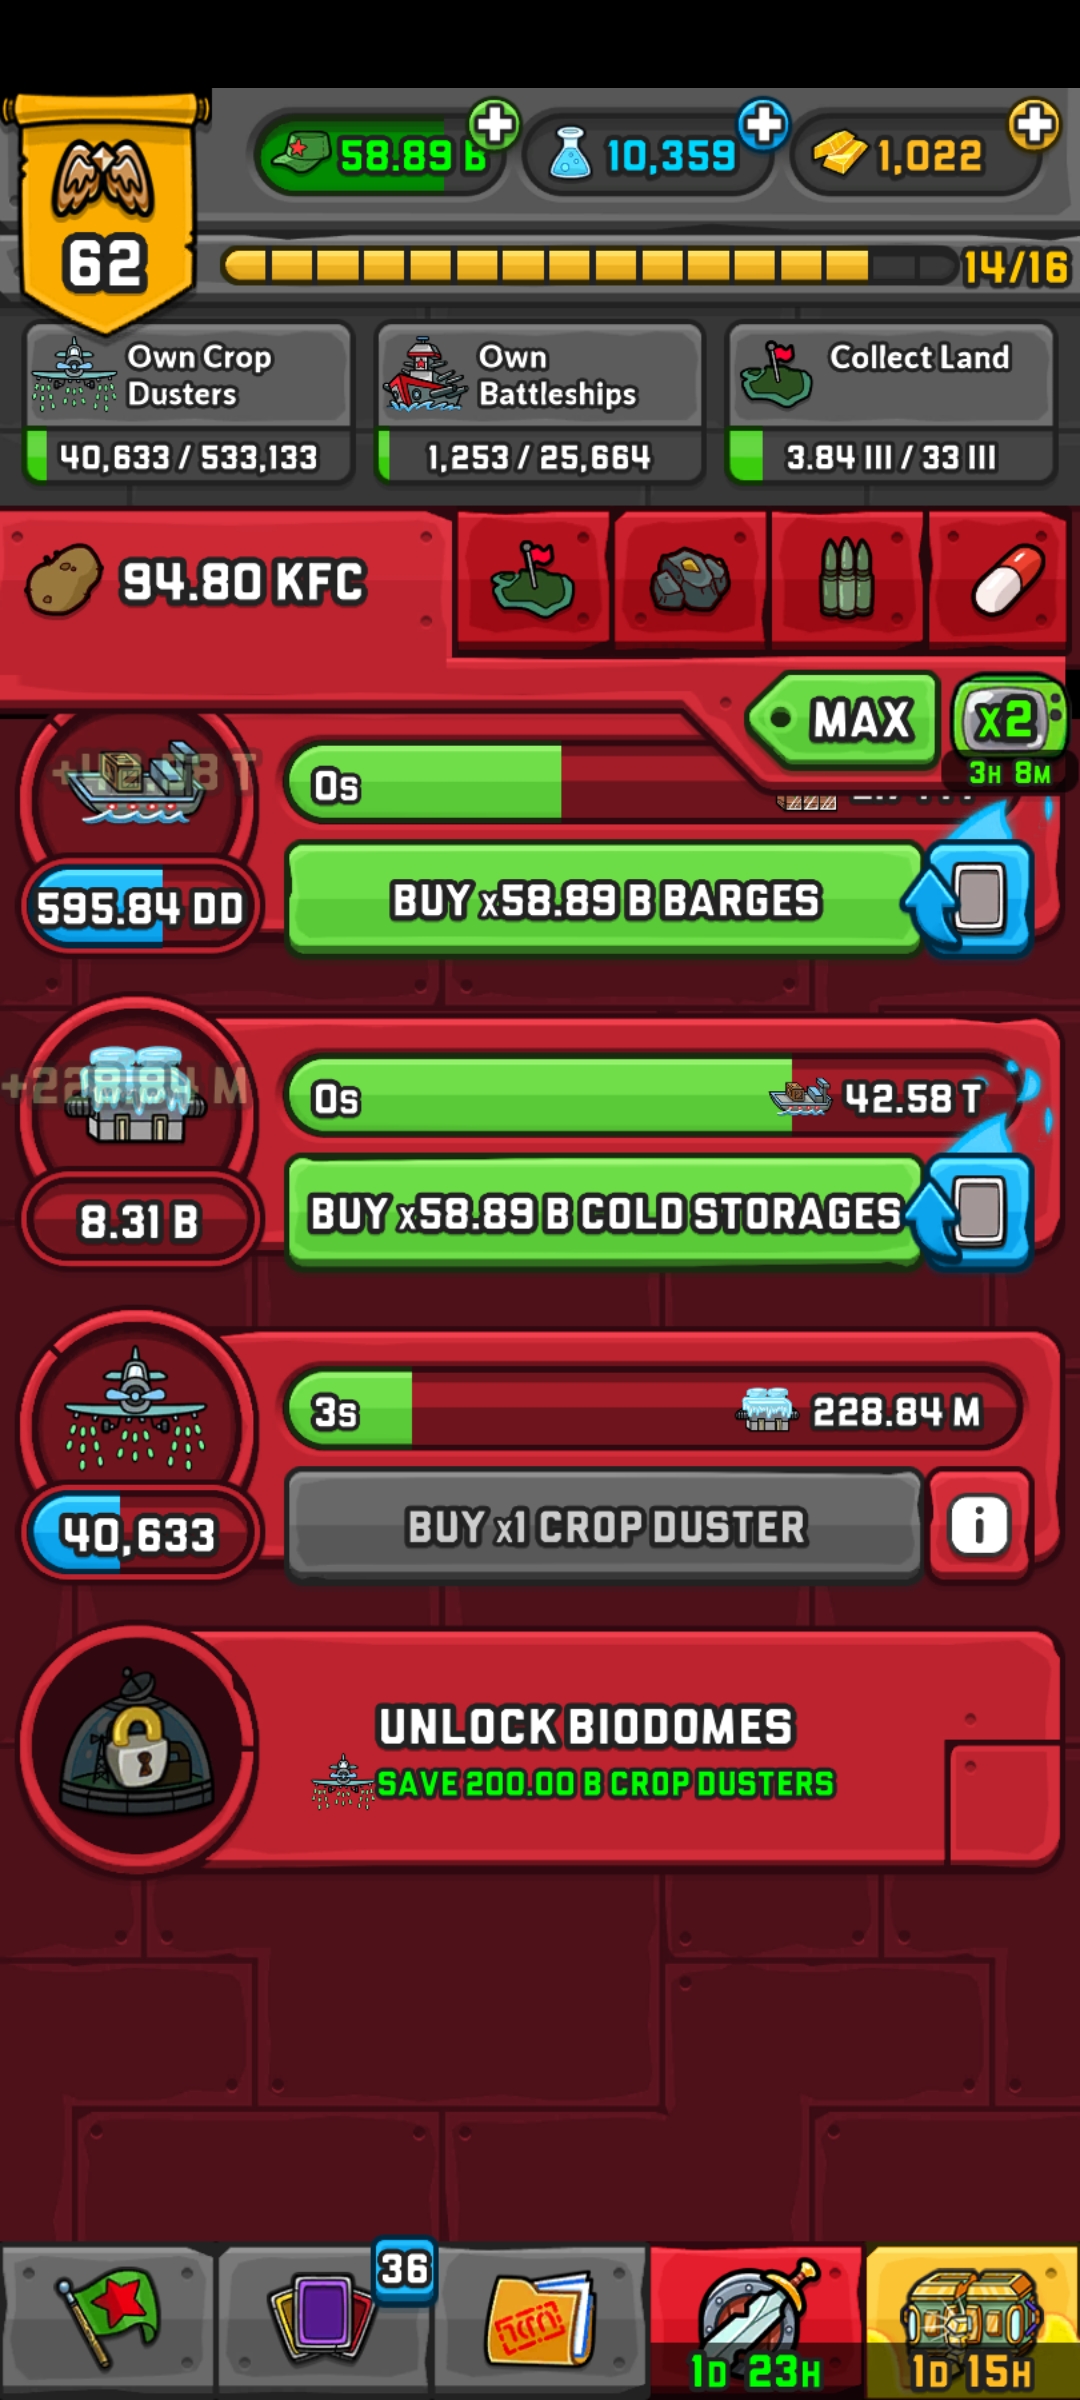 58.89 B
10,359
1,022
62
14/16
Own Crop
Dusters
40,633 / 533,133
Own
Battleships
1,253 / 25,664
Collect Land
3.84 III / 33 III
94.80 KFC
MAX
x2
3H 8M
0s
595.84 DD
BUY x58.89 B BARGES
+228.84 M
0s
42.58 T
8.31 B
BUY x58.89 B COLD STORAGES
3s
228.84 M
40,633
BUY x1 CROP DUSTER
i
UNLOCK BIODOMES
SAVE 200.00 B CROP DUSTERS
36
1D 23H
1D 15H